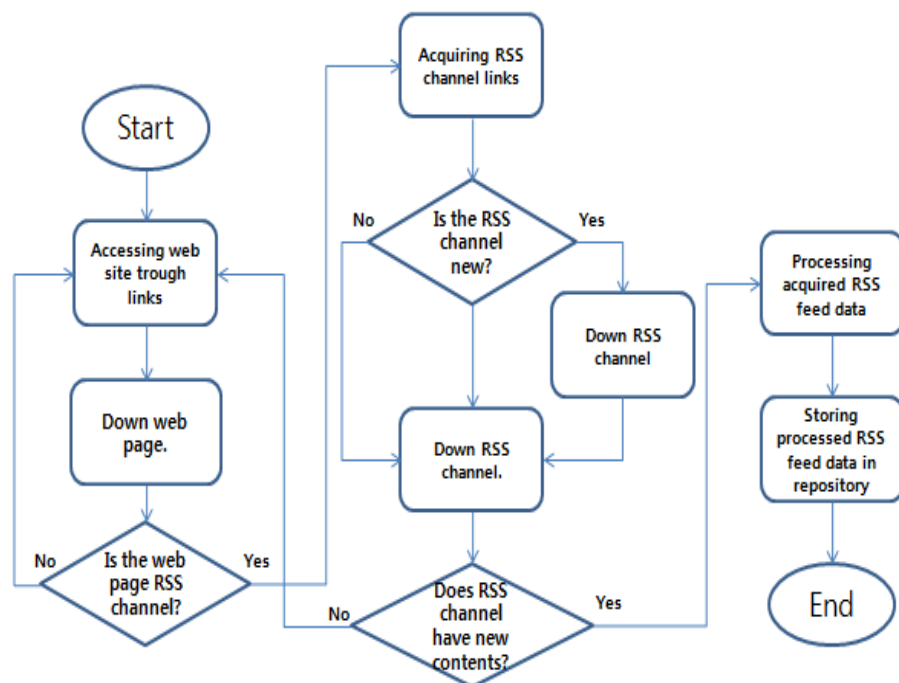 Start
Accessing web
site trough
links
Down web
page.
Is the web
page RSS
channel?
No
Yes
Acquiring RSS
channel links
Is the RSS
channel
new?
No
Yes
Down RSS
channel
Down RSS
channel.
Does RSS
channel
have new
contents?
No
Yes
Processing
acquired RSS
feed data
Storing
processed RSS
feed data in
repository
End